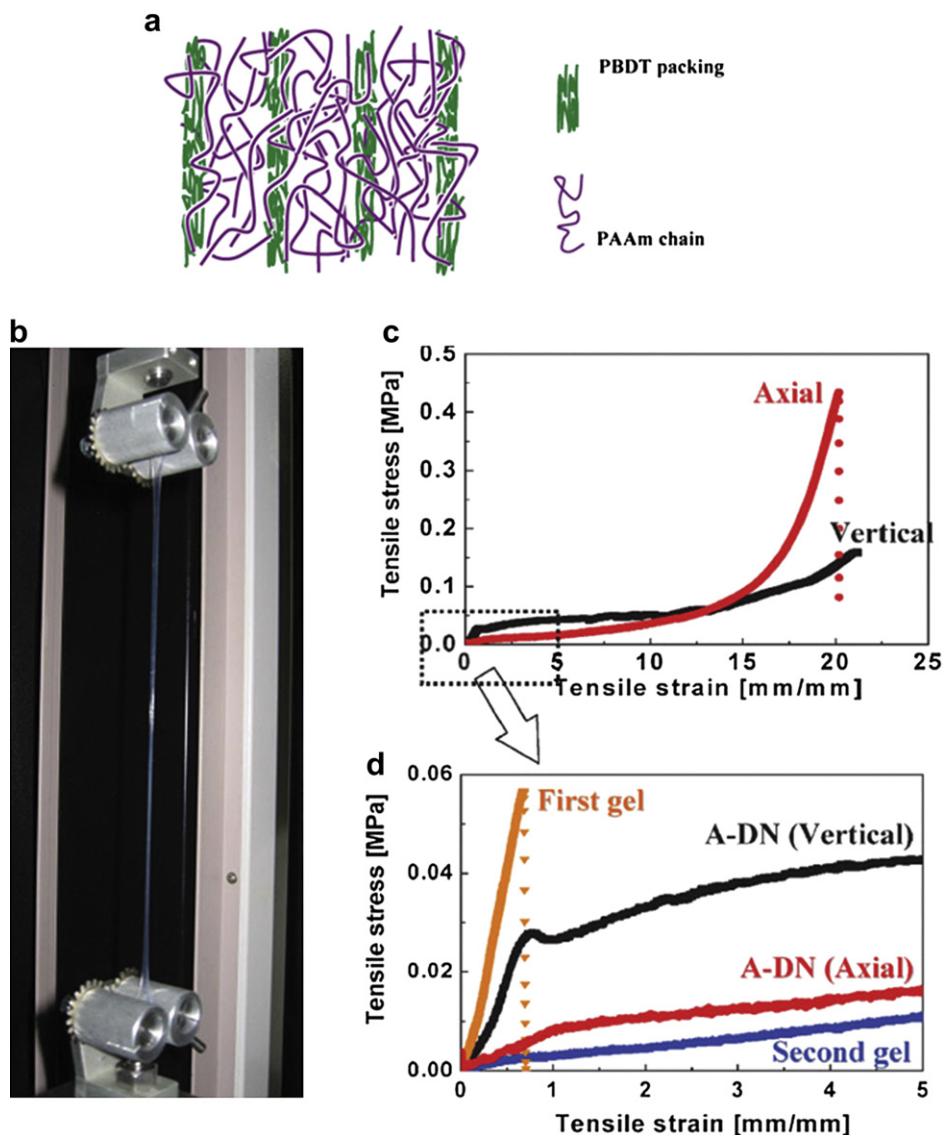 a
PBDT packing
PAAm chain
b
c
Tensile stress [MPa]
0.5
0.4
0.3
0.2
0.1
0.0
Axial
Vertical
0
5
10
15
20
25
Tensile strain [mm/mm]
d
Tensile stress [MPa]
0.06
0.04
0.02
0.00
First gel
A-DN (Vertical)
A-DN (Axial)
Second gel
0
1
2
3
4
5
Tensile strain [mm/mm]